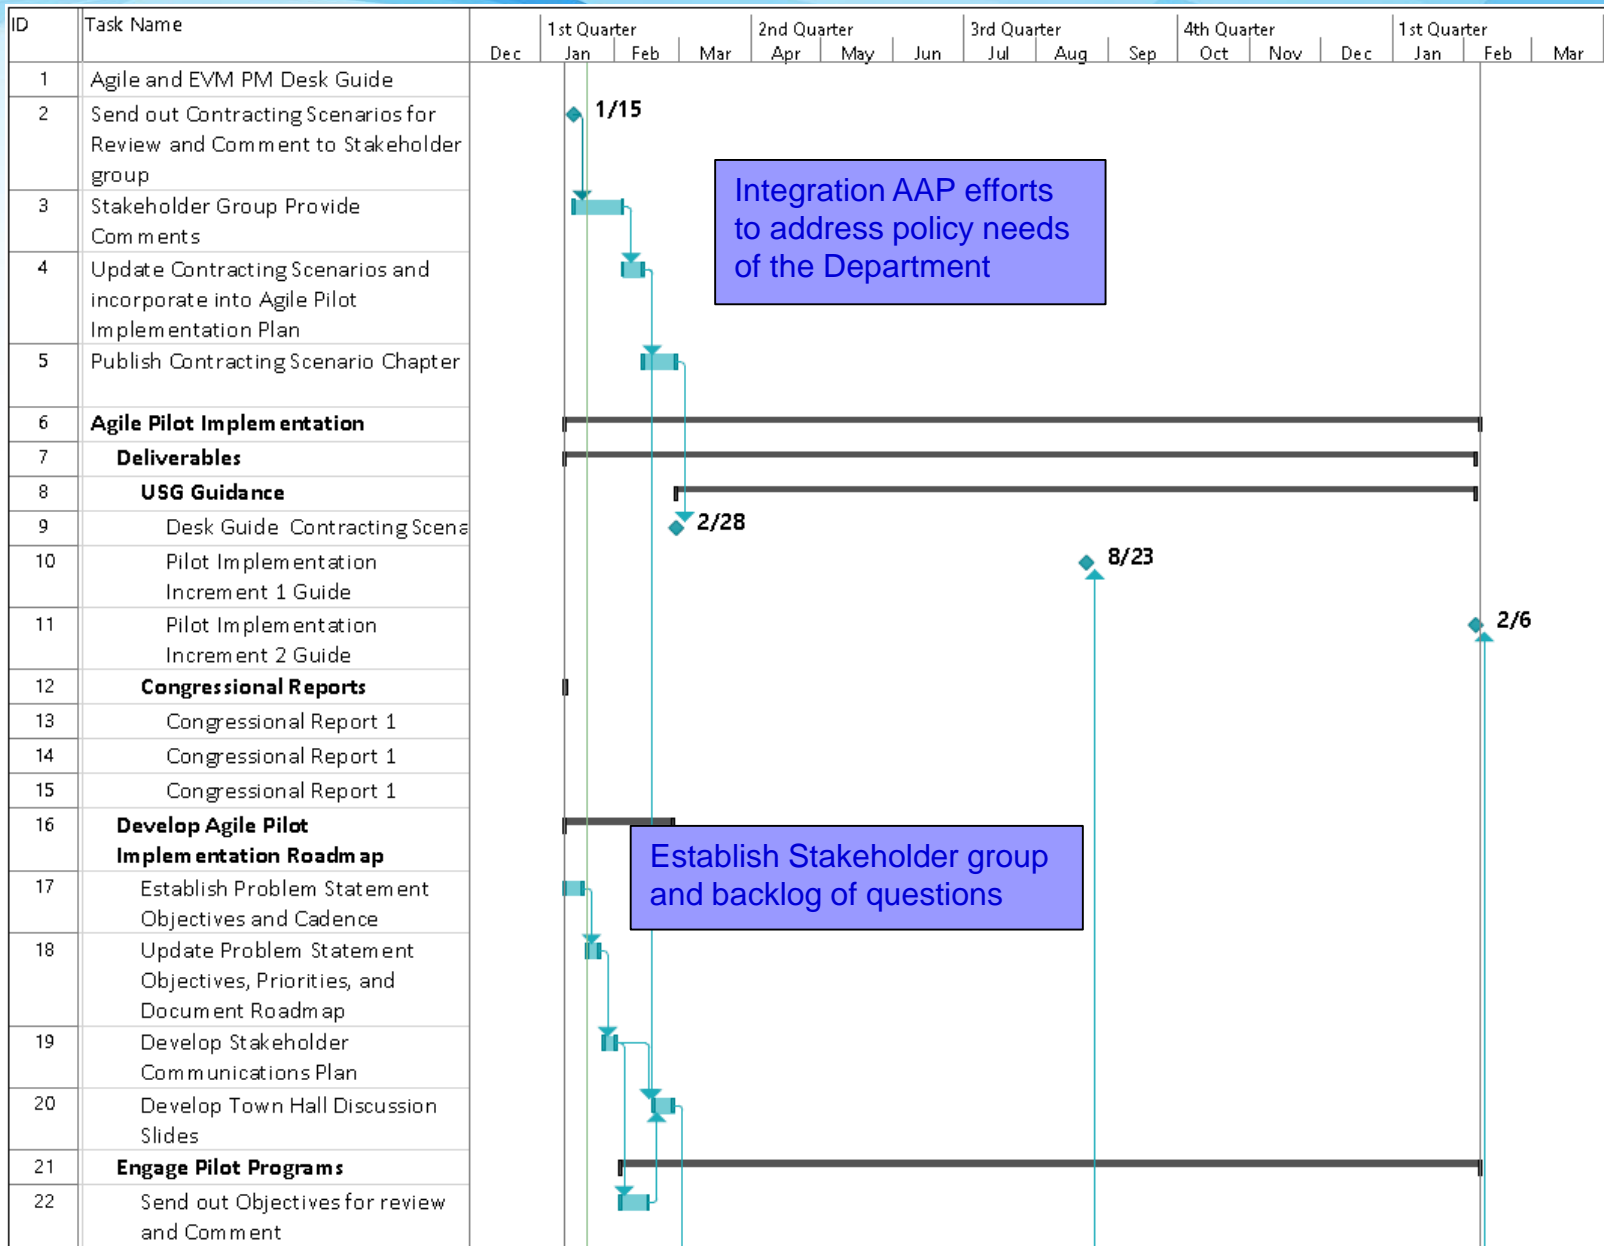 ID Task Name 1st Quarter 2nd Quarter 3rd Quarter 4th Quarter 1st Quarter
Dec Jan Feb Mar Apr May Jun Jul Aug Sep Oct Nov Dec Jan Feb Mar
1 Agile and EVM PM Desk Guide
2 Send out Contracting Scenarios for
Review and Comment to Stakeholder
group
1/15
3 Stakeholder Group Provide
Comments
Integration AAP efforts
to address policy needs
of the Department
4 Update Contracting Scenarios and
incorporate into Agile Pilot
Implementation Plan
5 Publish Contracting Scenario Chapter
6 Agile Pilot Implementation
7 Deliverables
8 USG Guidance
9 Desk Guide Contracting Scena
2/28
10 Pilot Implementation
Increment 1 Guide
8/23
11 Pilot Implementation
Increment 2 Guide
2/6
12 Congressional Reports
13 Congressional Report 1
14 Congressional Report 1
15 Congressional Report 1
16 Develop Agile Pilot
Implementation Roadmap
Establish Stakeholder group
and backlog of questions
17 Establish Problem Statement
Objectives and Cadence
18 Update Problem Statement
Objectives, Priorities, and
Document Roadmap
19 Develop Stakeholder
Communications Plan
20 Develop Town Hall Discussion
Slides
21 Engage Pilot Programs
22 Send out Objectives for review
and Comment